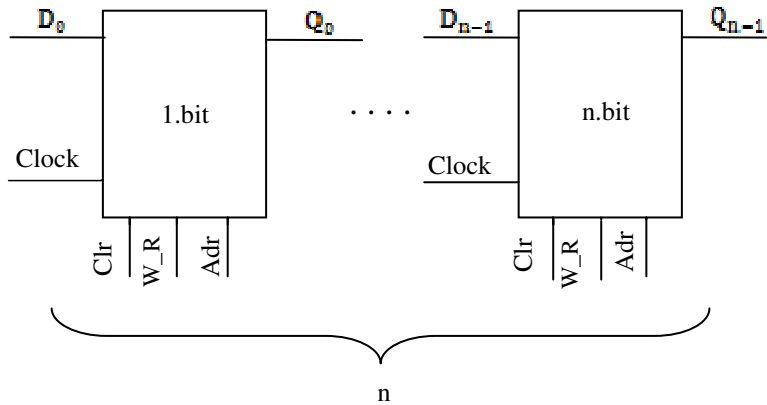 D₀ Q₀ Dₙ₋₁ Qₙ₋₁
1.bit . . . . n.bit
Clock Clock
Clr W_R Adr Clr W_R Adr
n